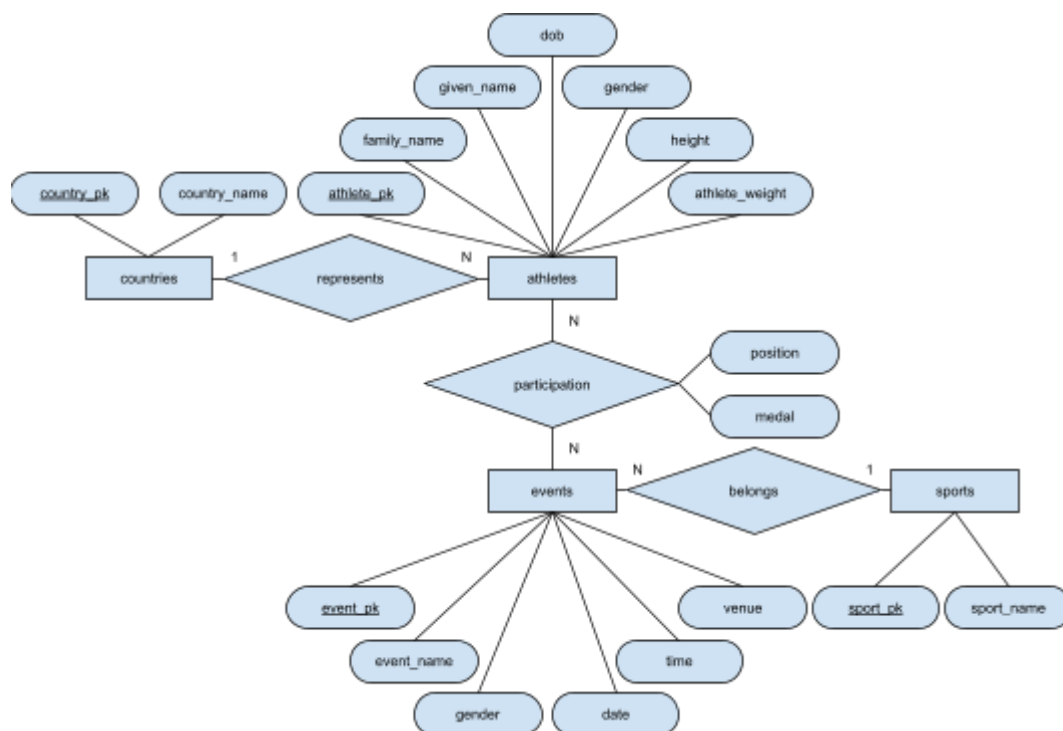 dob
given_name
gender
family_name
height
country_pk
country_name
athlete_pk
athlete_weight
countries
1
represents
N
athletes
N
participation
position
medal
N
events
N
belongs
1
sports
event_pk
venue
sport_pk
sport_name
event_name
time
gender
date